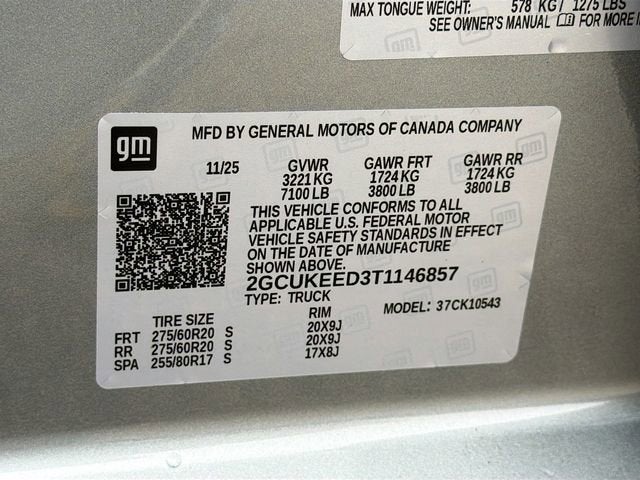 MAX TONGUE WEIGHT: 578 KG / 1275 LBS
SEE OWNER'S MANUAL FOR MORE
gm
gm
MFD BY GENERAL MOTORS OF CANADA COMPANY
11/25 GVWR GAWR FRT GAWR RR
3221 KG 1724 KG 1724 KG
7100 LB 3800 LB 3800 LB
THIS VEHICLE CONFORMS TO ALL
APPLICABLE U.S. FEDERAL MOTOR
VEHICLE SAFETY STANDARDS IN EFFECT
ON THE DATE OF MANUFACTURE
SHOWN ABOVE.
2GCUKEED3T1146857
TYPE: TRUCK MODEL: 37CK10543
TIRE SIZE RIM
FRT 275/60R20 S 20X9J
RR 275/60R20 S 20X9J
SPA 255/80R17 S 17X8J